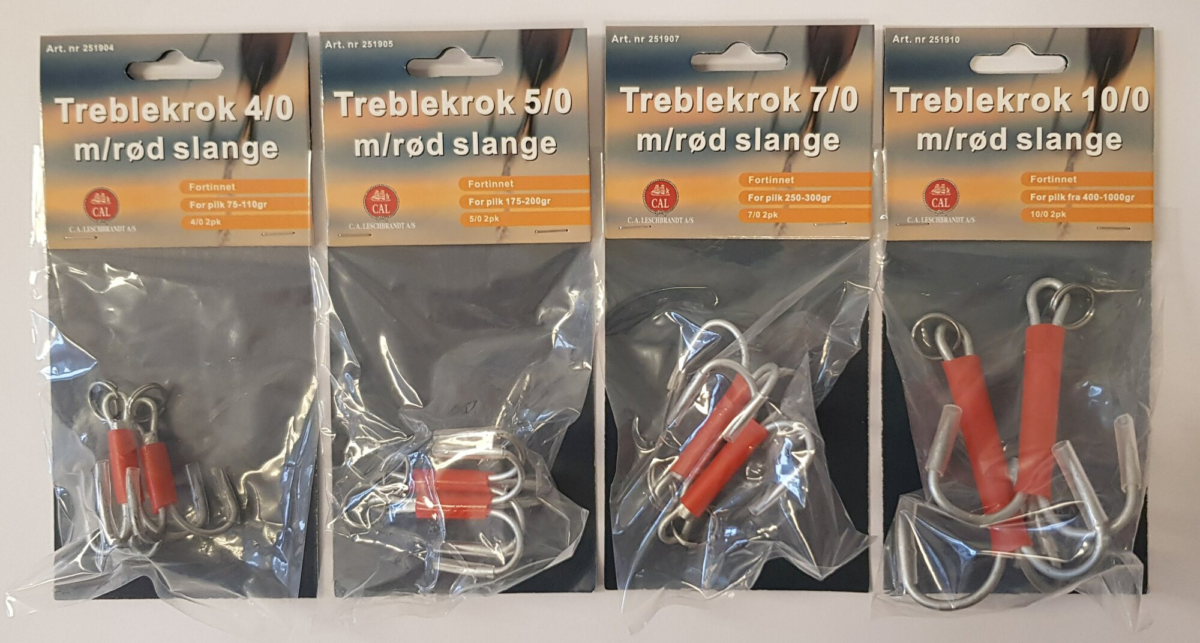 Art. nr 251904
Treblekrok 4/0
m/rød slange
Fortinnet
For pilk 75-110gr
4/0 2pk
CAL
C. A. LESCHBRANDT A/S
Art. nr 251905
Treblekrok 5/0
m/rød slange
Fortinnet
For pilk 175-200gr
5/0 2pk
CAL
C. A. LESCHBRANDT A/S
Art. nr 251907
Treblekrok 7/0
m/rød slange
Fortinnet
For pilk 250-300gr
7/0 2pk
CAL
C. A. LESCHBRANDT A/S
Art. nr 251910
Treblekrok 10/0
m/rød slange
Fortinnet
For pilk fra 400-1000gr
10/0 2pk
CAL
C. A. LESCHBRANDT A/S